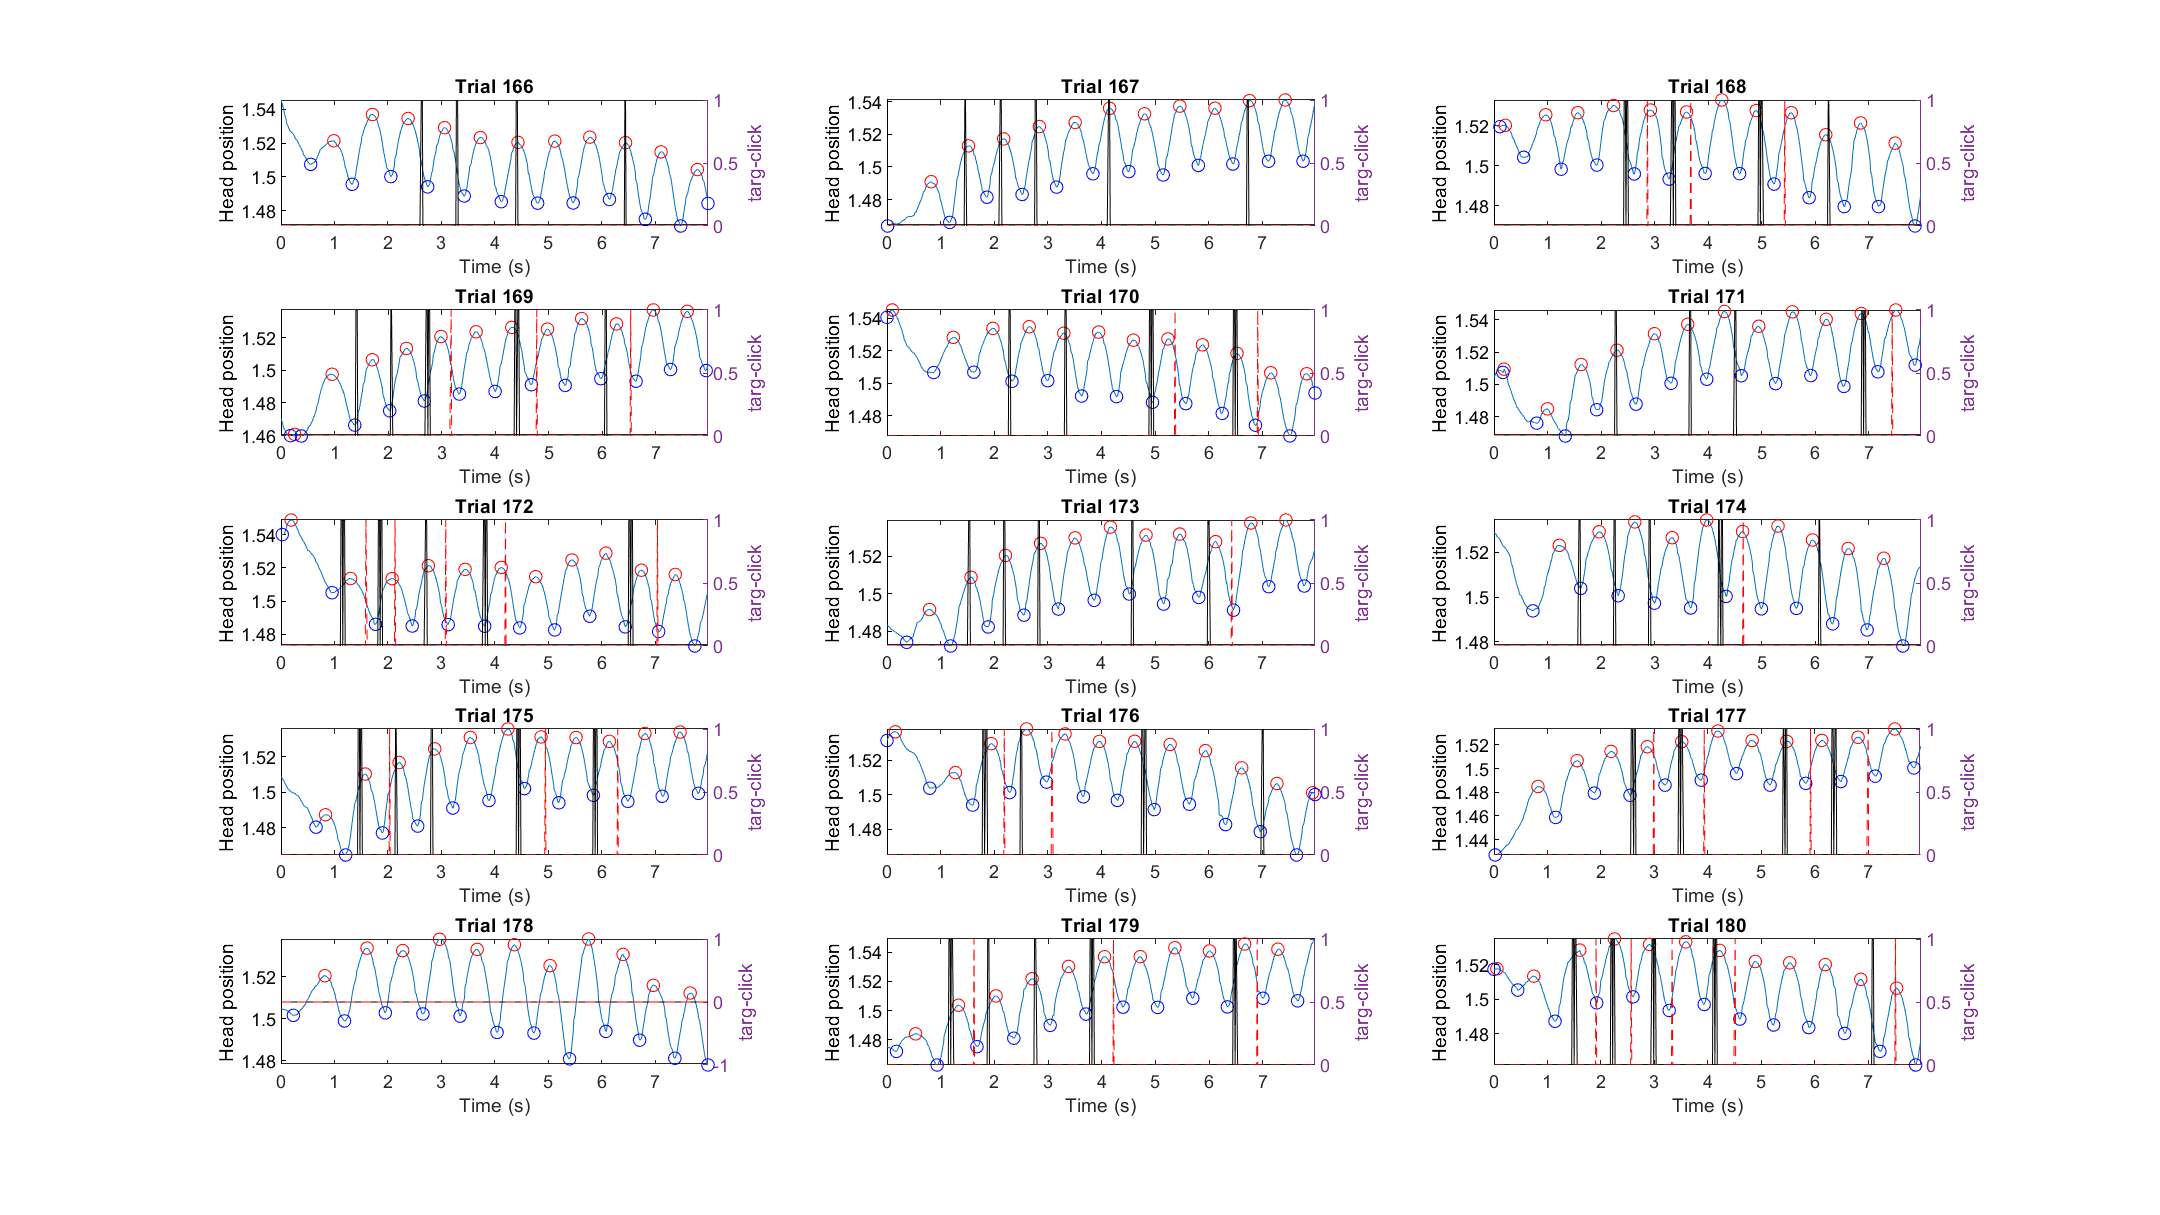 Trial 166
Head position
1.54
1.52
1.5
1.48
0 1 2 3 4 5 6 7
Time (s)
1
0.5
0
targ-click
Trial 167
Head position
1.54
1.52
1.5
1.48
0 1 2 3 4 5 6 7
Time (s)
1
0.5
0
targ-click
Trial 168
Head position
1.52
1.5
1.48
0 1 2 3 4 5 6 7
Time (s)
1
0.5
0
targ-click
Trial 169
Head position
1.52
1.5
1.48
1.46
0 1 2 3 4 5 6 7
Time (s)
1
0.5
0
targ-click
Trial 170
Head position
1.54
1.52
1.5
1.48
0 1 2 3 4 5 6 7
Time (s)
1
0.5
0
targ-click
Trial 171
Head position
1.54
1.52
1.5
1.48
0 1 2 3 4 5 6 7
Time (s)
1
0.5
0
targ-click
Trial 172
Head position
1.54
1.52
1.5
1.48
0 1 2 3 4 5 6 7
Time (s)
1
0.5
0
targ-click
Trial 173
Head position
1.52
1.5
1.48
0 1 2 3 4 5 6 7
Time (s)
1
0.5
0
targ-click
Trial 174
Head position
1.52
1.5
1.48
0 1 2 3 4 5 6 7
Time (s)
1
0.5
0
targ-click
Trial 175
Head position
1.52
1.5
1.48
0 1 2 3 4 5 6 7
Time (s)
1
0.5
0
targ-click
Trial 176
Head position
1.52
1.5
1.48
0 1 2 3 4 5 6 7
Time (s)
1
0.5
0
targ-click
Trial 177
Head position
1.52
1.5
1.48
1.46
1.44
0 1 2 3 4 5 6 7
Time (s)
1
0.5
0
targ-click
Trial 178
Head position
1.52
1.5
1.48
0 1 2 3 4 5 6 7
Time (s)
1
0
-1
targ-click
Trial 179
Head position
1.54
1.52
1.5
1.48
0 1 2 3 4 5 6 7
Time (s)
1
0.5
0
targ-click
Trial 180
Head position
1.52
1.5
1.48
0 1 2 3 4 5 6 7
Time (s)
1
0.5
0
targ-click